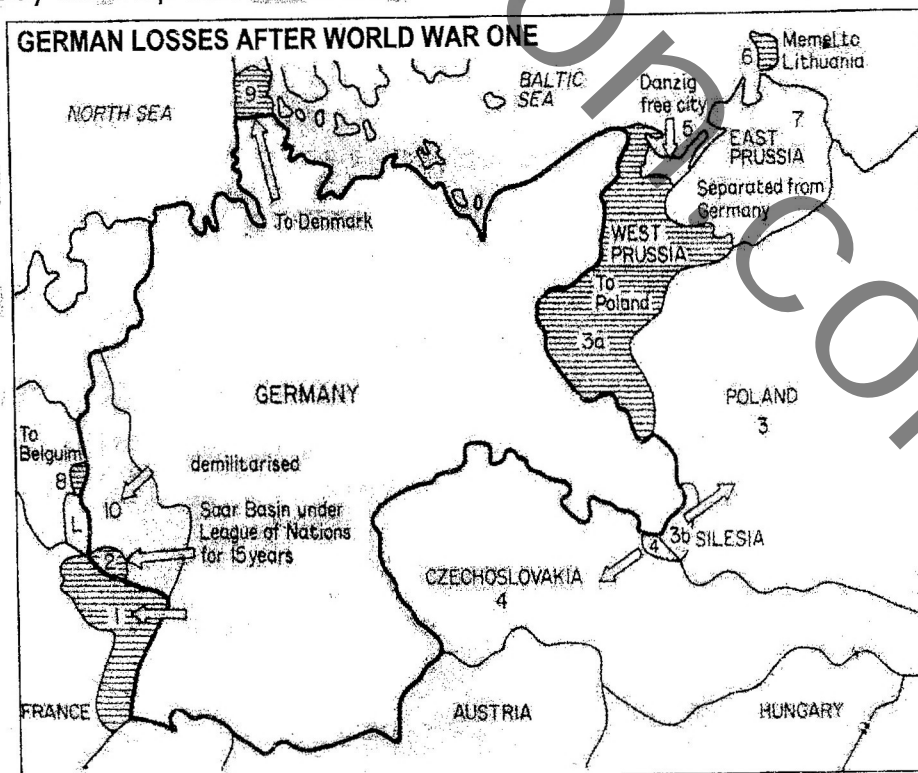 GERMAN LOSSES AFTER WORLD WAR ONE
NORTH SEA
9
BALTIC
SEA
Danzig
free city
5
6
Memel to
Lithuania
7
EAST
PRUSSIA
Separated from
Germany
To Denmark
WEST
PRUSSIA
To
Poland
3a
GERMANY
POLAND
3
To
Belguim
8
demilitarised
10
L
Saar Basin under
League of Nations
for 15 years
2
1
3b SILESIA
4
CZECHOSLOVAKIA
4
FRANCE
AUSTRIA
HUNGARY